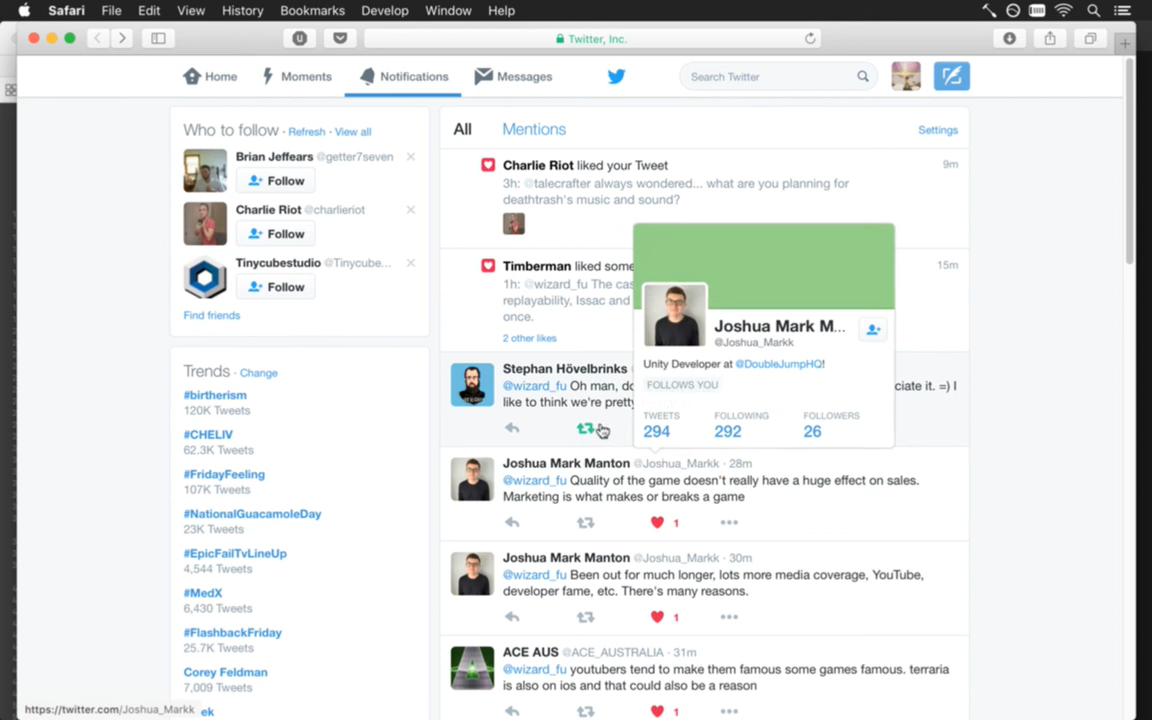 Safari File Edit View History Bookmarks Develop Window Help
Twitter, Inc.
Home Moments Notifications Messages
Search Twitter
Who to follow · Refresh · View all
Brian Jeffears @getter7seven
Follow
Charlie Riot @charlieriot
Follow
Tinycubestudio @Tinycube...
Follow
Find friends
Trends · Change
#birtherism
120K Tweets
#CHELIV
62.3K Tweets
#FridayFeeling
107K Tweets
#NationalGuacamoleDay
23K Tweets
#EpicFailTvLineUp
4,544 Tweets
#MedX
6,430 Tweets
#FlashbackFriday
25.7K Tweets
Corey Feldman
7,009 Tweets
ek
https://twitter.com/Joshua_Markk
All Mentions Settings
Charlie Riot liked your Tweet 9m
3h: @talecrafter always wondered... what are you planning for
deathtrash's music and sound?
Timberman liked some 15m
1h: @wizard_fu The cas
replayability, Issac and
once.
2 other likes
Stephan Hövelbrinks
@wizard_fu Oh man, do ciate it. =) I
like to think we're pretty
Joshua Mark M...
@Joshua_Markk
Unity Developer at @DoubleJumpHQ!
FOLLOWS YOU
TWEETS FOLLOWING FOLLOWERS
294 292 26
Joshua Mark Manton @Joshua_Markk · 28m
@wizard_fu Quality of the game doesn't really have a huge effect on sales.
Marketing is what makes or breaks a game
1
Joshua Mark Manton @Joshua_Markk · 30m
@wizard_fu Been out for much longer, lots more media coverage, YouTube,
developer fame, etc. There's many reasons.
1
ACE AUS @ACE_AUSTRALIA · 31m
@wizard_fu youtubers tend to make them famous some games famous. terraria
is also on ios and that could also be a reason
1